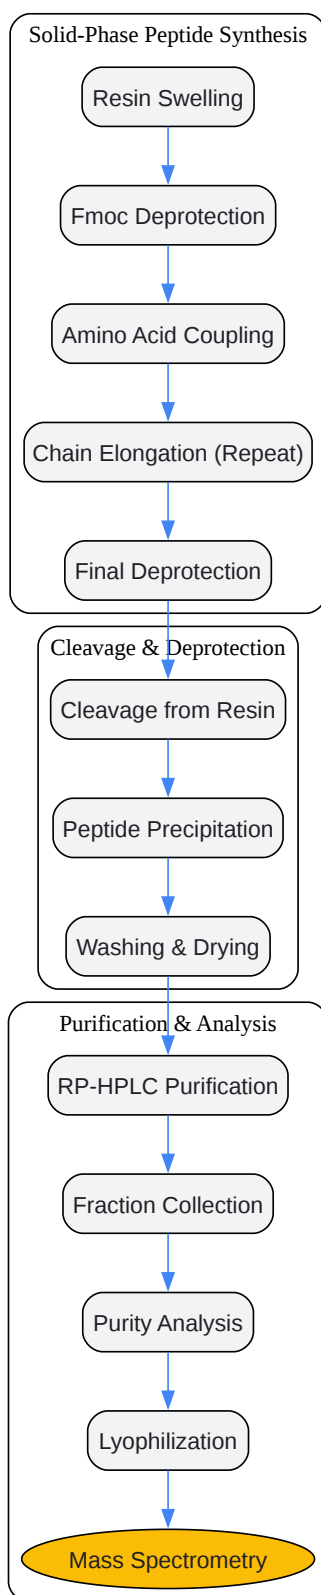 Solid-Phase Peptide Synthesis
Resin Swelling
Fmoc Deprotection
Amino Acid Coupling
Chain Elongation (Repeat)
Final Deprotection
Cleavage & Deprotection
Cleavage from Resin
Peptide Precipitation
Washing & Drying
Purification & Analysis
RP-HPLC Purification
Fraction Collection
Purity Analysis
Lyophilization
Mass Spectrometry